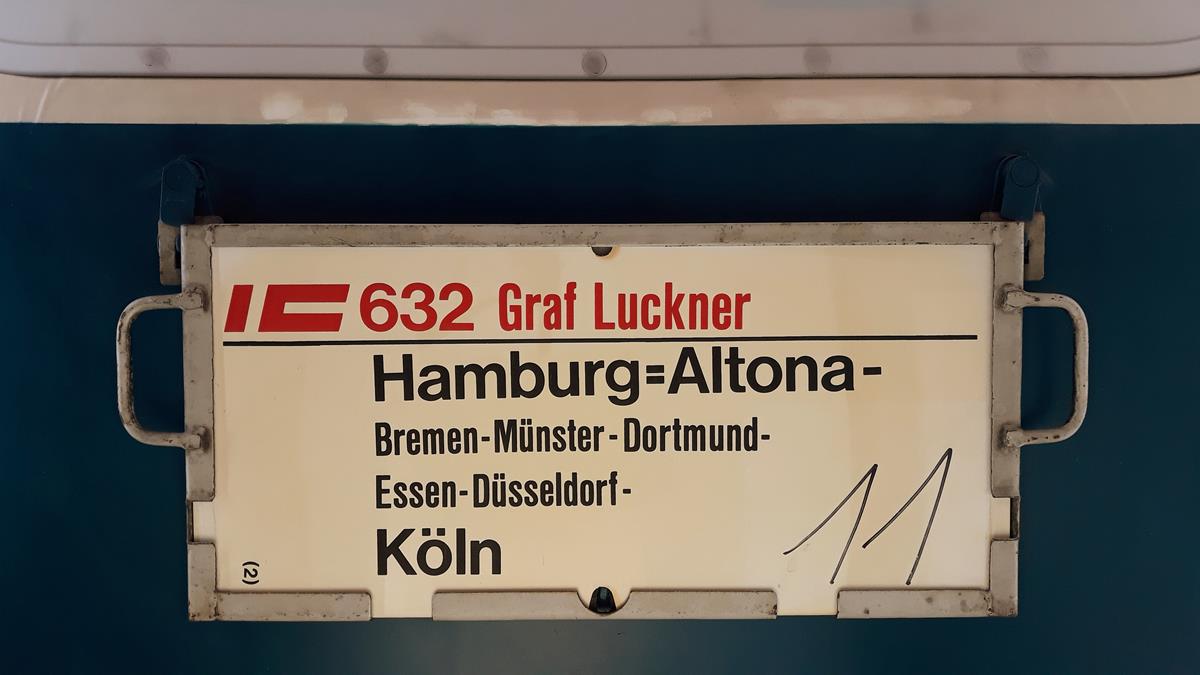 IC 632 Graf Luckner
Hamburg=Altona-
Bremen-Münster-Dortmund-
Essen-Düsseldorf-
Köln
(2)
11